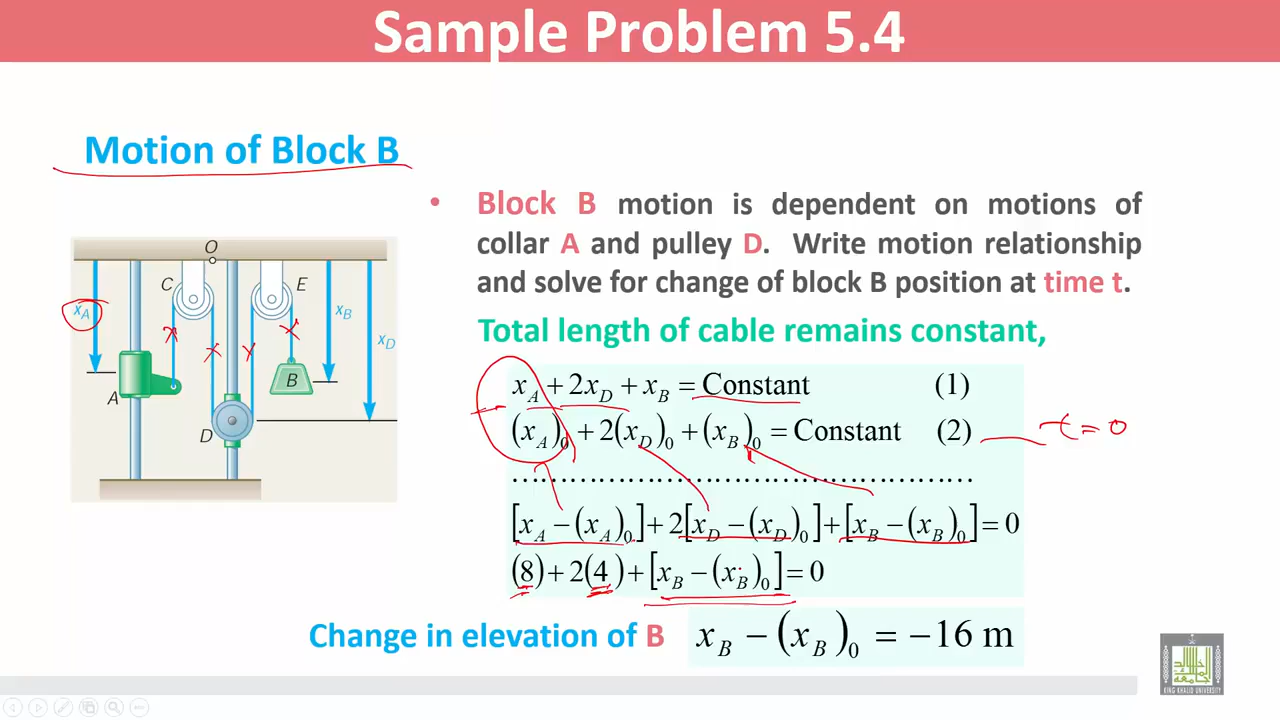 Sample Problem 5.4
Motion of Block B
• Block B motion is dependent on motions of
collar A and pulley D. Write motion relationship
and solve for change of block B position at time t.
Total length of cable remains constant,
O
C
E
x_A
x_B
x_D
A
B
D
x_A + 2x_D + x_B = Constant (1)
(x_A)_0 + 2(x_D)_0 + (x_B)_0 = Constant (2) t = 0
[x_A − (x_A)_0] + 2[x_D − (x_D)_0] + [x_B − (x_B)_0] = 0
(8) + 2(4) + [x_B − (x_B)_0] = 0
Change in elevation of B x_B − (x_B)_0 = −16 m
KING KHALID UNIVERSITY